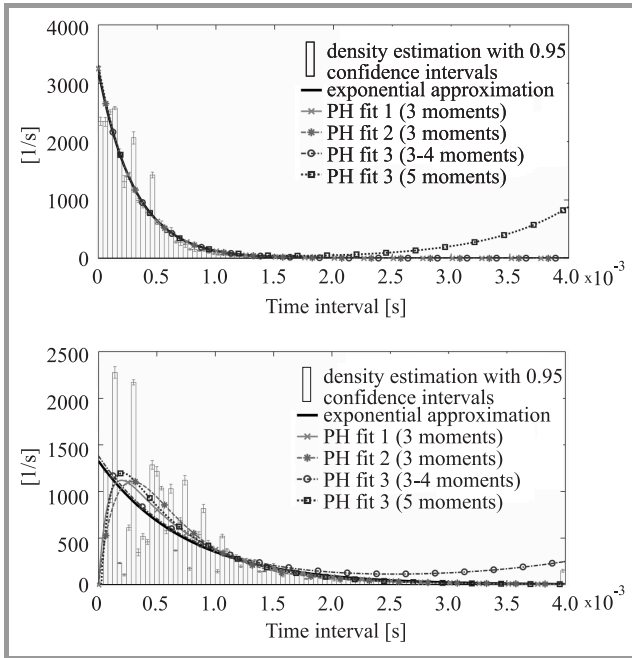 4000
3000
2000
1000
0
[1/s]
density estimation with 0.95
confidence intervals
exponential approximation
PH fit 1 (3 moments)
PH fit 2 (3 moments)
PH fit 3 (3-4 moments)
PH fit 3 (5 moments)
0 0.5 1.0 1.5 2.0 2.5 3.0 3.5 4.0 ×10⁻³
Time interval [s]
2500
2000
1500
1000
500
0
[1/s]
density estimation with 0.95
confidence intervals
exponential approximation
PH fit 1 (3 moments)
PH fit 2 (3 moments)
PH fit 3 (3-4 moments)
PH fit 3 (5 moments)
0 0.5 1.0 1.5 2.0 2.5 3.0 3.5 4.0 ×10⁻³
Time interval [s]